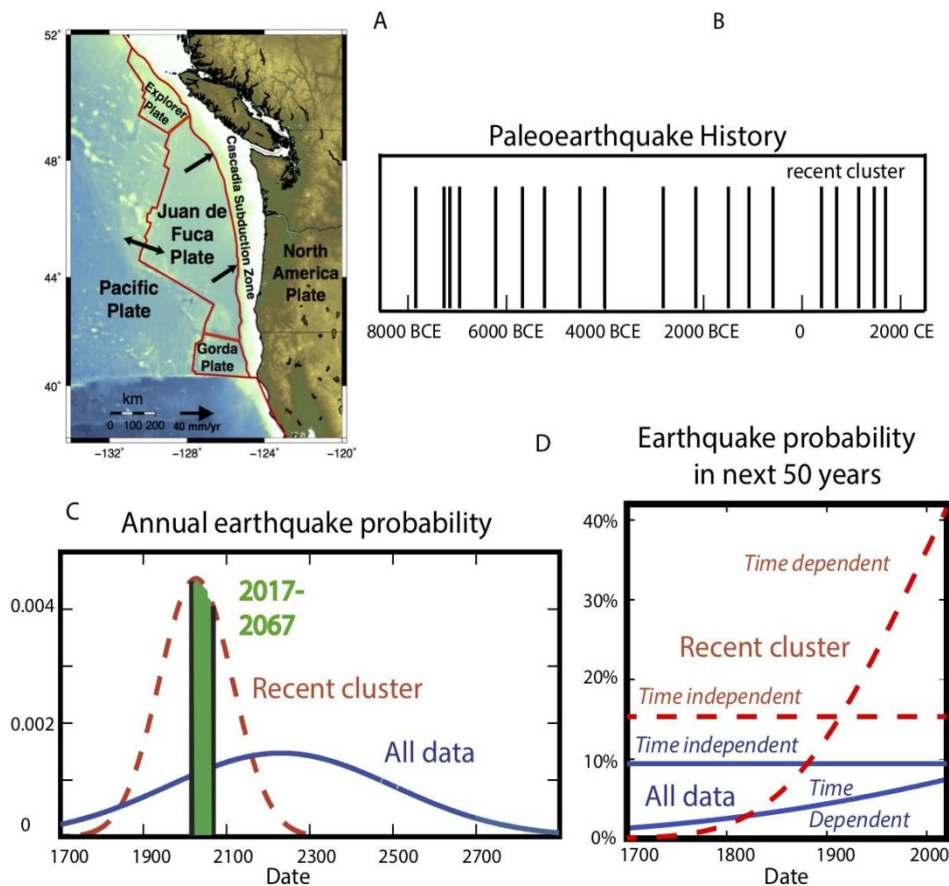 A
B
52°
48°
44°
40°
−132°
−128°
−124°
−120°
Explorer
Plate
Juan de
Fuca
Plate
Cascadia Subduction Zone
North
America
Plate
Pacific
Plate
Gorda
Plate
km
0 100 200
40 mm/yr
Paleoearthquake History
recent cluster
8000 BCE 6000 BCE 4000 BCE 2000 BCE 0 2000 CE
C
Annual earthquake probability
0.004
0.002
0
2017-
2067
Recent cluster
All data
1700 1900 2100 2300 2500 2700
Date
D
Earthquake probability
in next 50 years
40%
30%
20%
10%
0%
Time dependent
Recent cluster
Time independent
Time independent
All data
Time
Dependent
1700 1800 1900 2000
Date